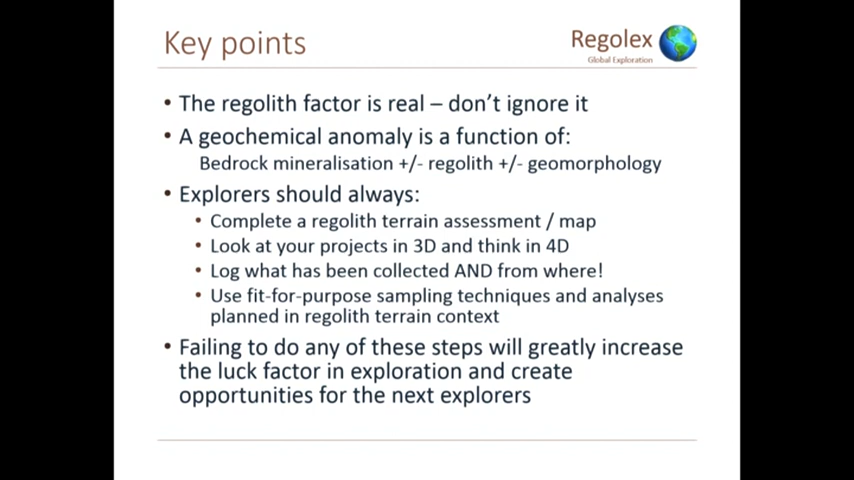 Key points
Regolex
Global Exploration
• The regolith factor is real – don't ignore it
• A geochemical anomaly is a function of:
Bedrock mineralisation +/- regolith +/- geomorphology
• Explorers should always:
• Complete a regolith terrain assessment / map
• Look at your projects in 3D and think in 4D
• Log what has been collected AND from where!
• Use fit-for-purpose sampling techniques and analyses
planned in regolith terrain context
• Failing to do any of these steps will greatly increase
the luck factor in exploration and create
opportunities for the next explorers